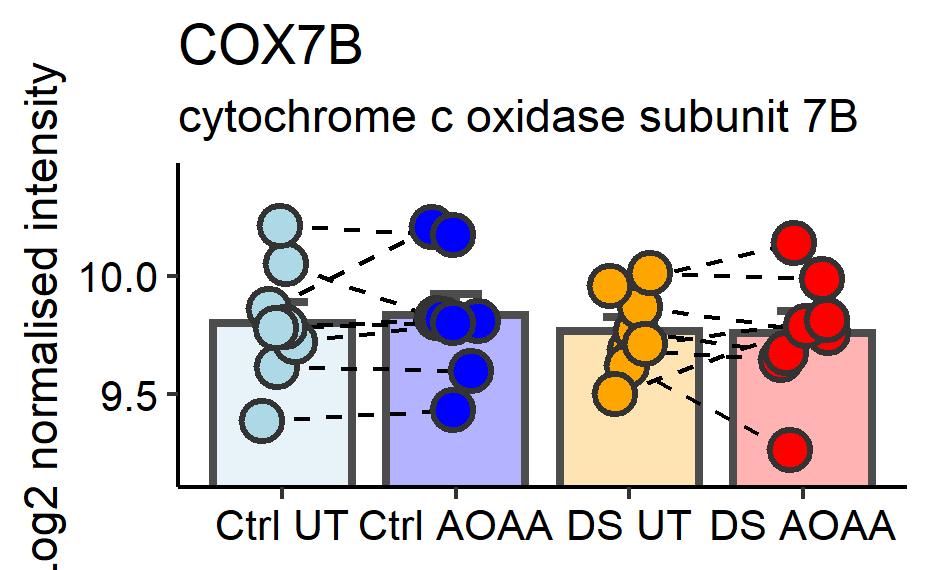 COX7B
cytochrome c oxidase subunit 7B
Log2 normalised intensity
10.0
9.5
Ctrl UT Ctrl AOAA DS UT DS AOAA